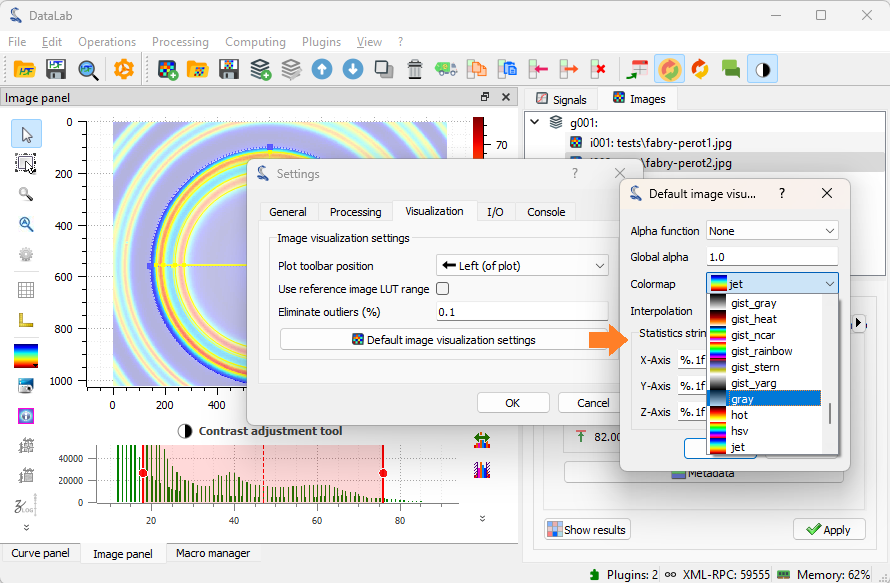 DataLab
File Edit Operations Processing Computing Plugins View ?
Image panel
Signals Images
g001:
i001: tests\fabry-perot1.jpg
\fabry-perot2.jpg
0
200
400
600
800
1000
0 200 400
70
Settings ?
General Processing Visualization I/O Console
Image visualization settings
Plot toolbar position Left (of plot)
Use reference image LUT range
Eliminate outliers (%) 0.1
Default image visualization settings
OK Cancel
Default image visu... ?
Alpha function None
Global alpha 1.0
Colormap jet
Interpolation
Statistics strin
X-Axis %.1f
Y-Axis %.1f
Z-Axis %.1f
gist_gray
gist_heat
gist_ncar
gist_rainbow
gist_stern
gist_yarg
gray
hot
hsv
jet
82.00
Metadata
Contrast adjustment tool
40000
20000
0
20 40 60 80
LOG
Show results Apply
Curve panel Image panel Macro manager
Plugins: 2 XML-RPC: 59555 Memory: 62%